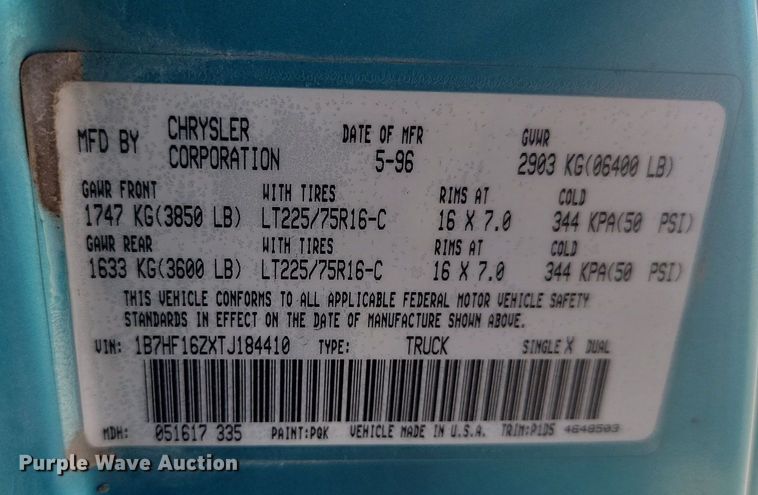 MFD BY CHRYSLER CORPORATION DATE OF MFR 5-96 GVWR 2903 KG(06400 LB)
GAWR FRONT WITH TIRES RIMS AT COLD
1747 KG(3850 LB) LT225/75R16-C 16 X 7.0 344 KPA(50 PSI)
GAWR REAR WITH TIRES RIMS AT COLD
1633 KG(3600 LB) LT225/75R16-C 16 X 7.0 344 KPA(50 PSI)
THIS VEHICLE CONFORMS TO ALL APPLICABLE FEDERAL MOTOR VEHICLE SAFETY
STANDARDS IN EFFECT ON THE DATE OF MANUFACTURE SHOWN ABOVE.
VIN: 1B7HF16ZXTJ184410 TYPE: TRUCK SINGLE X DUAL
MDH: 051617 335 PAINT:PQK VEHICLE MADE IN U.S.A. TRIM:P1D5 4648503
Purple Wave Auction